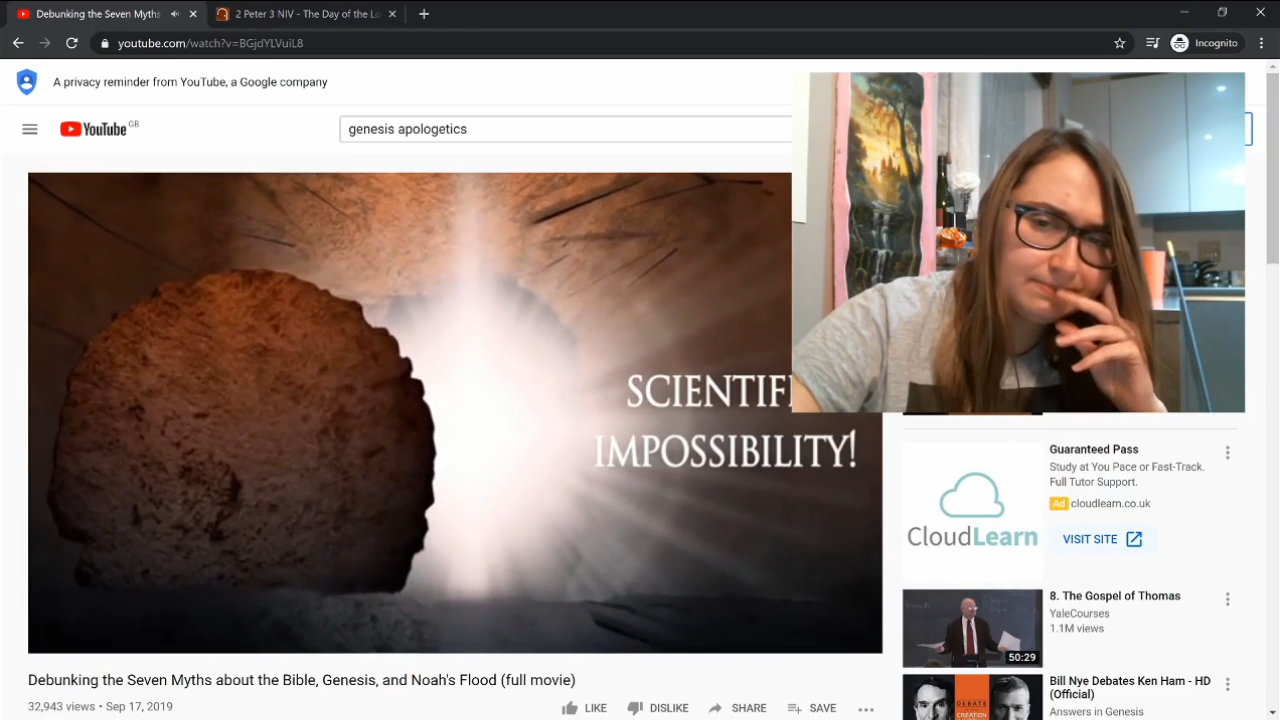 Debunking the Seven Myths
2 Peter 3 NIV - The Day of the Lo
youtube.com/watch?v=BGjdYLVuiL8
Incognito
A privacy reminder from YouTube, a Google company
YouTube GB
genesis apologetics
SCIENTIFI
IMPOSSIBILITY!
Guaranteed Pass
Study at You Pace or Fast-Track.
Full Tutor Support.
Ad cloudlearn.co.uk
CloudLearn
VISIT SITE
8. The Gospel of Thomas
YaleCourses
1.1M views
50:29
Debunking the Seven Myths about the Bible, Genesis, and Noah's Flood (full movie)
32,943 views • Sep 17, 2019
LIKE
DISLIKE
SHARE
SAVE
Bill Nye Debates Ken Ham - HD
(Official)
Answers in Genesis
DEBATE